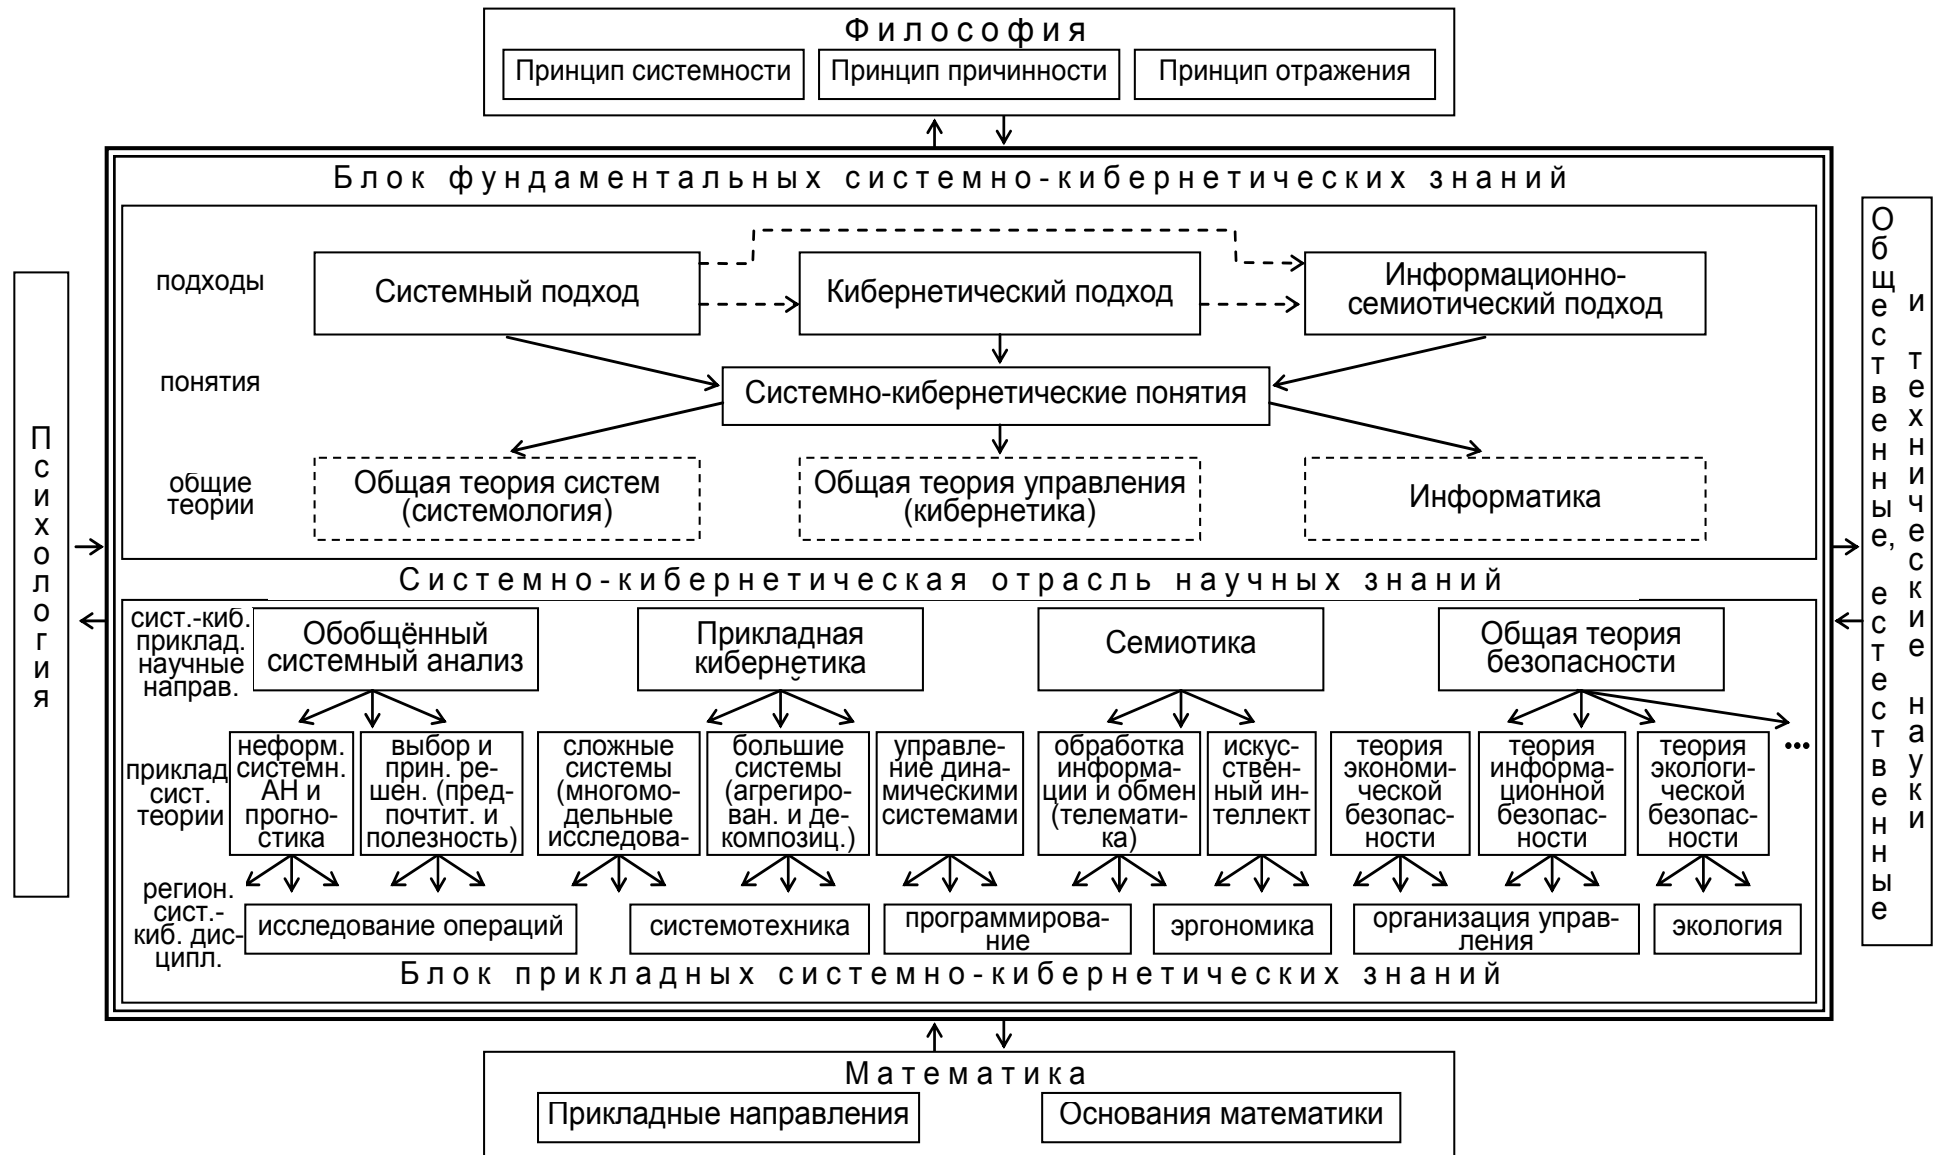 Философия
Принцип системности
Принцип причинности
Принцип отражения
Блок фундаментальных системно-кибернетических знаний
подходы
Системный подход
Кибернетический подход
Информационно-
семиотический подход
понятия
Системно-кибернетические понятия
общие
теории
Общая теория систем
(системология)
Общая теория управления
(кибернетика)
Информатика
Психология
Общественные, естественные
и технические науки
Системно-кибернетическая отрасль научных знаний
сист.-киб.
приклад.
научные
направ.
Обобщённый
системный анализ
Прикладная
кибернетика
Семиотика
Общая теория
безопасности
приклад
сист.
теории
неформ.
системн.
АН и
прогно-
стика
выбор и
прин. ре-
шен. (пред-
почтит. и
полезность)
сложные
системы
(многомо-
дельные
исследова-
большие
системы
(агрегиро-
ван. и де-
композиц.)
управле-
ние дина-
мическими
системами
обработка
информа-
ции и обмен
(телемати-
ка)
искус-
ствен-
ный ин-
теллект
теория
экономи-
ческой
безопас-
ности
теория
информа-
ционной
безопас-
ности
теория
экологи-
ческой
безопас-
ности
...
регион.
сист.-
киб. дис-
ципл.
исследование операций
системотехника
программирова-
ние
эргономика
организация управ-
ления
экология
Блок прикладных системно-кибернетических знаний
Математика
Прикладные направления
Основания математики